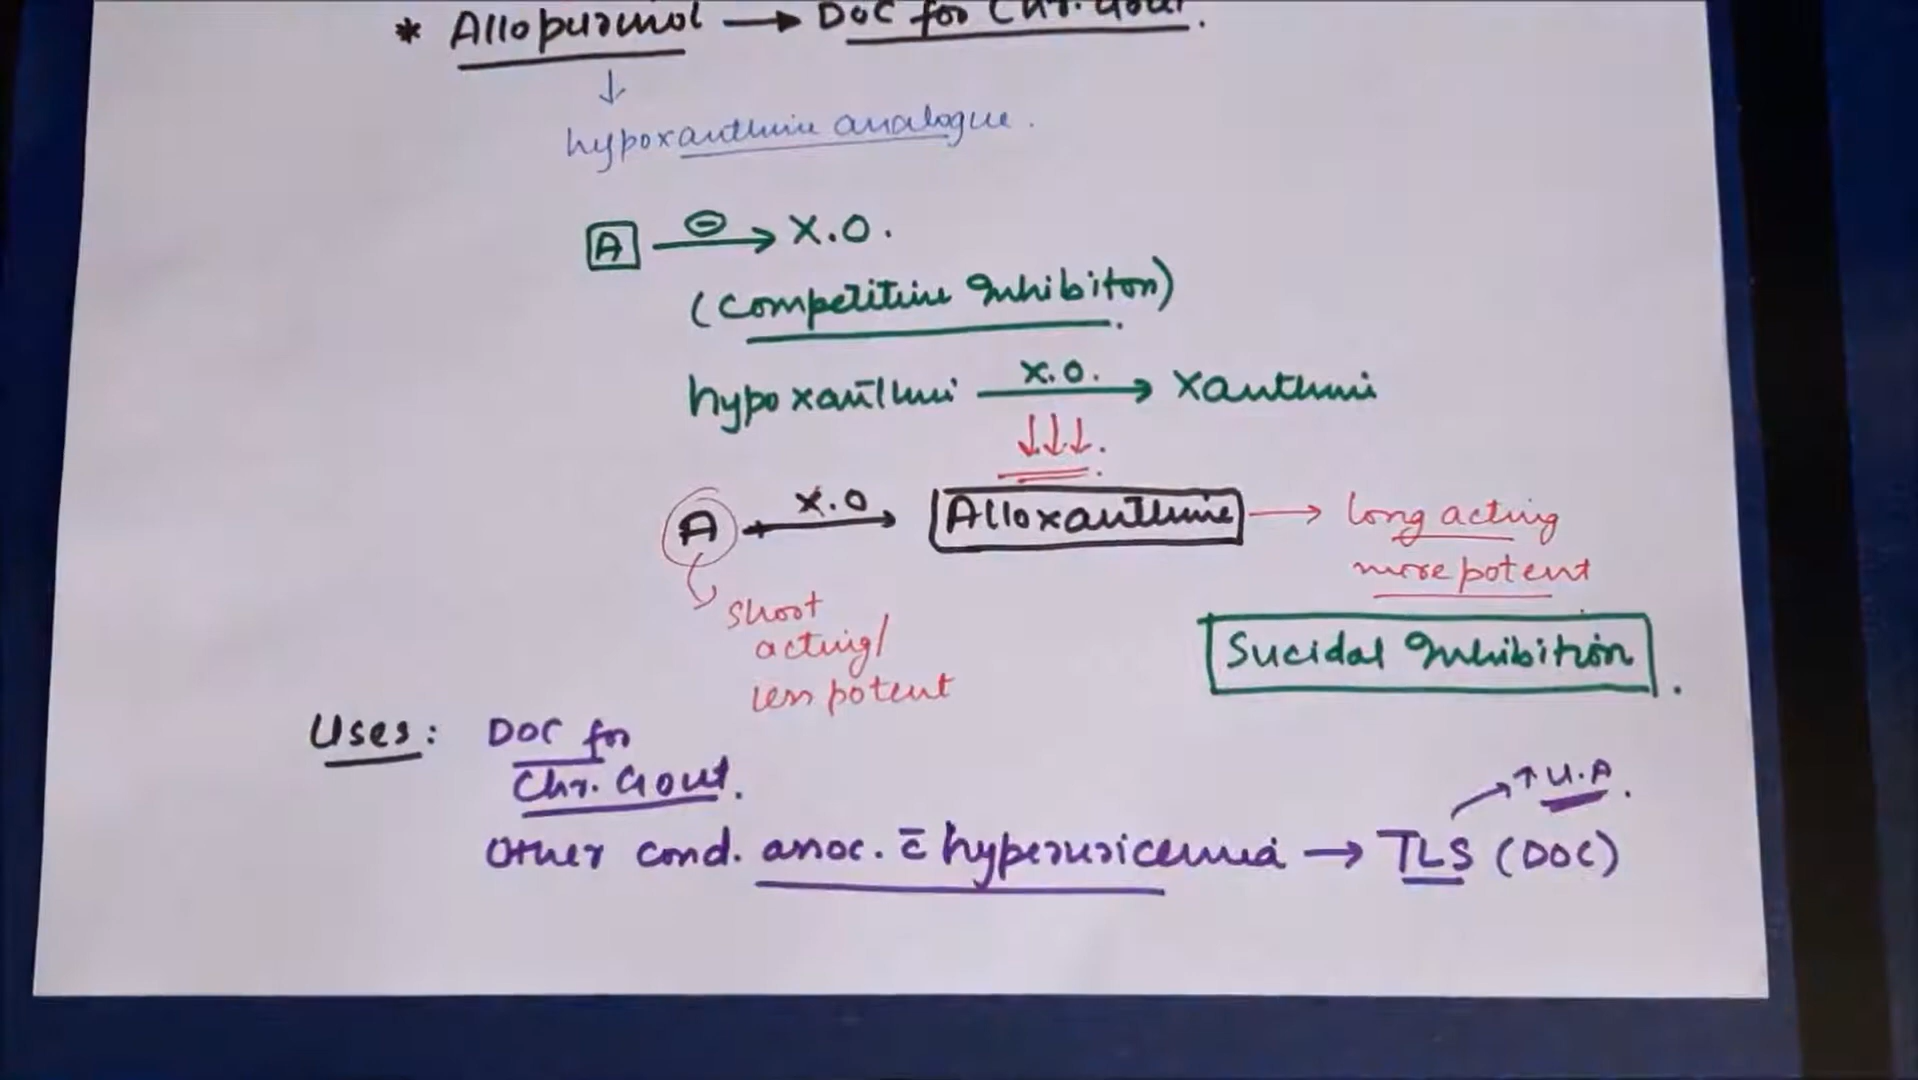 * Allopurinol → DOC for Chr. Gout.
↓
hypoxanthine analogue.
A ⊖→ X.O.
(Competitive Inhibition)
hypoxanthine X.O.→ Xanthine
↓↓↓.
A X.O→ Alloxanthine → long acting
more potent
short
acting/
less potent
Sucidal Inhibition.
Uses: DOC for
Chr. Gout.
↑ U.A.
Other cond. assoc. c̄ hyperuricemia → TLS (DOC)